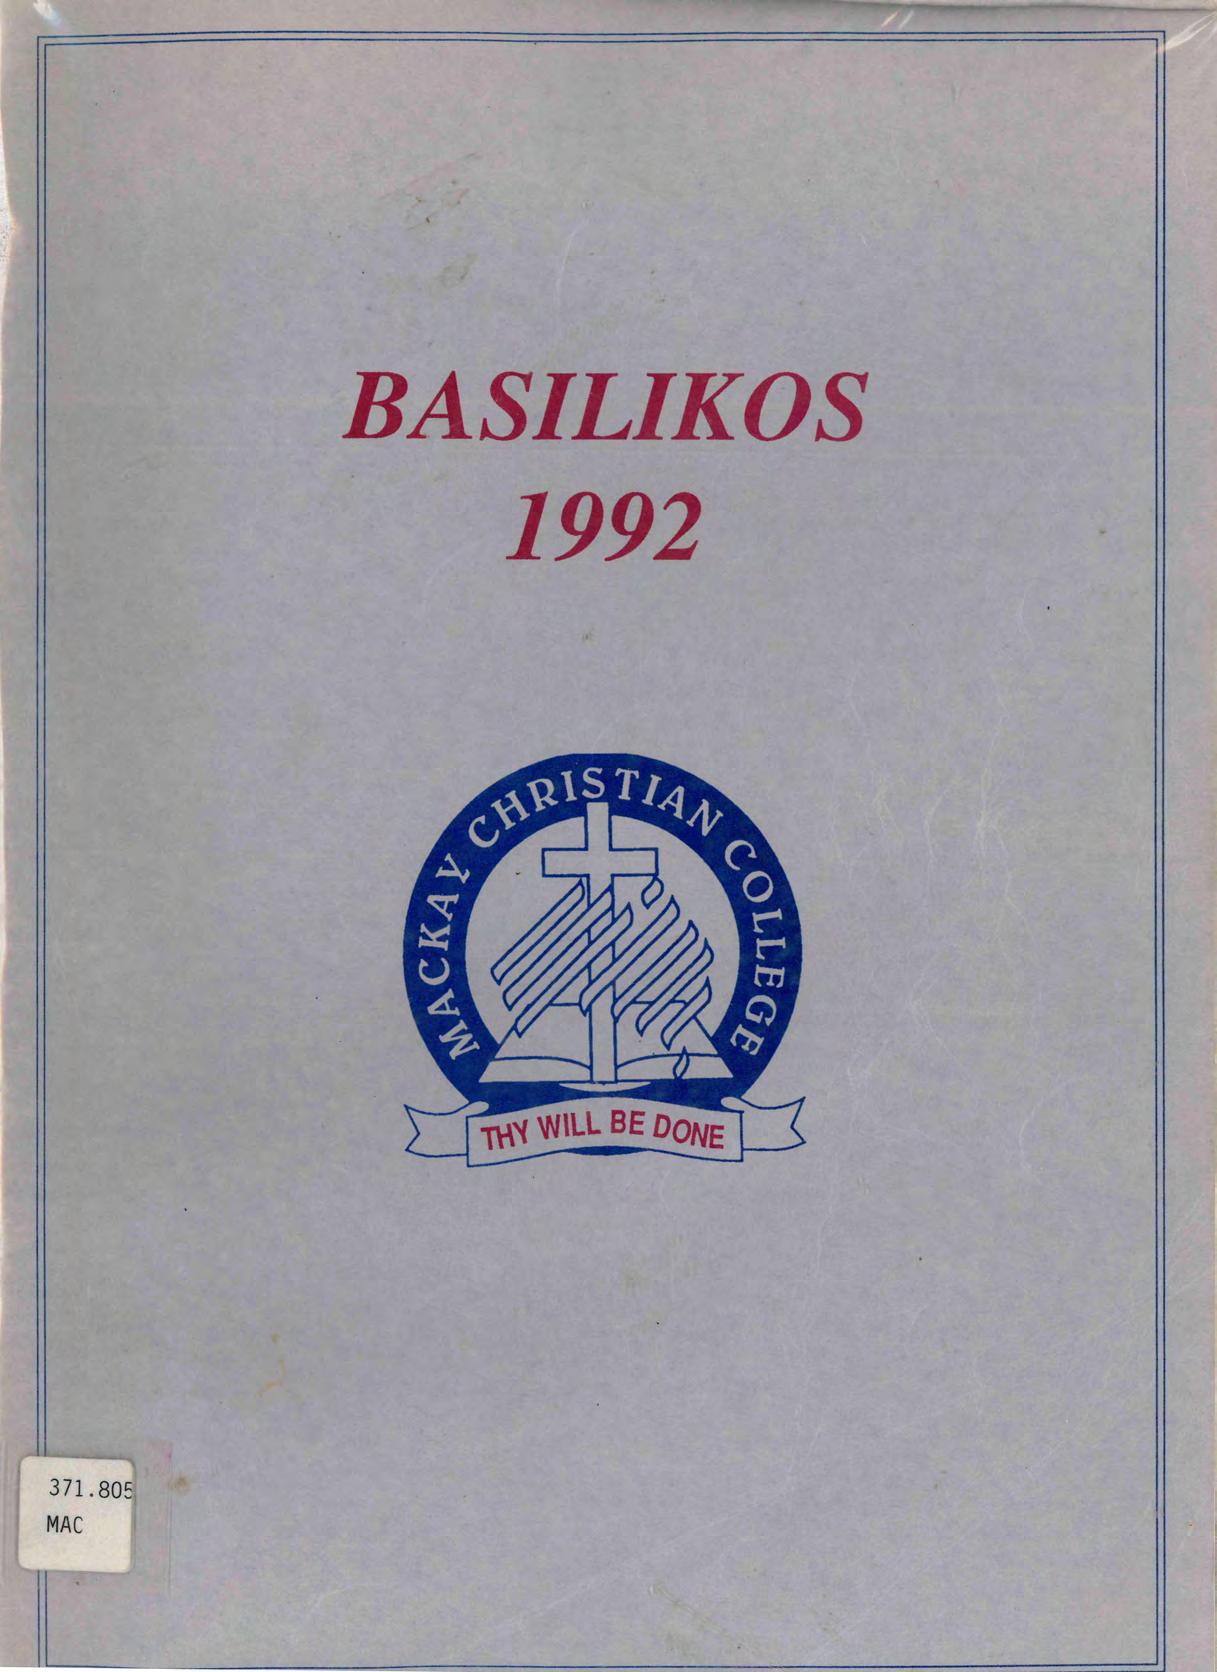 BASILIKOS
1992
MACKAY CHRISTIAN COLLEGE
THY WILL BE DONE
371.805
MAC